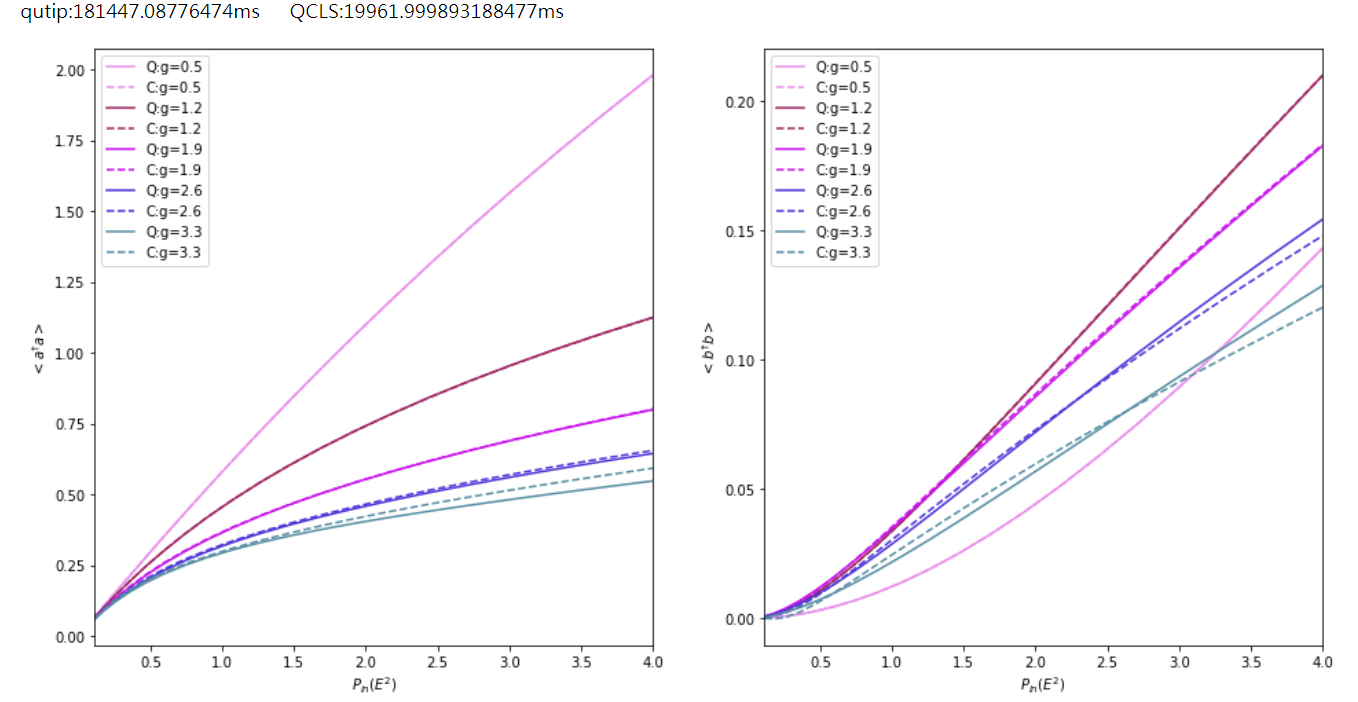 qutip:181447.08776474ms QCLS:19961.999893188477ms
Q:g=0.5
C:g=0.5
Q:g=1.2
C:g=1.2
Q:g=1.9
C:g=1.9
Q:g=2.6
C:g=2.6
Q:g=3.3
C:g=3.3
2.00
1.75
1.50
1.25
1.00
0.75
0.50
0.25
0.00
<a†a>
0.5 1.0 1.5 2.0 2.5 3.0 3.5 4.0
P_in(E²)
Q:g=0.5
C:g=0.5
Q:g=1.2
C:g=1.2
Q:g=1.9
C:g=1.9
Q:g=2.6
C:g=2.6
Q:g=3.3
C:g=3.3
0.20
0.15
0.10
0.05
0.00
<b†b>
0.5 1.0 1.5 2.0 2.5 3.0 3.5 4.0
P_in(E²)